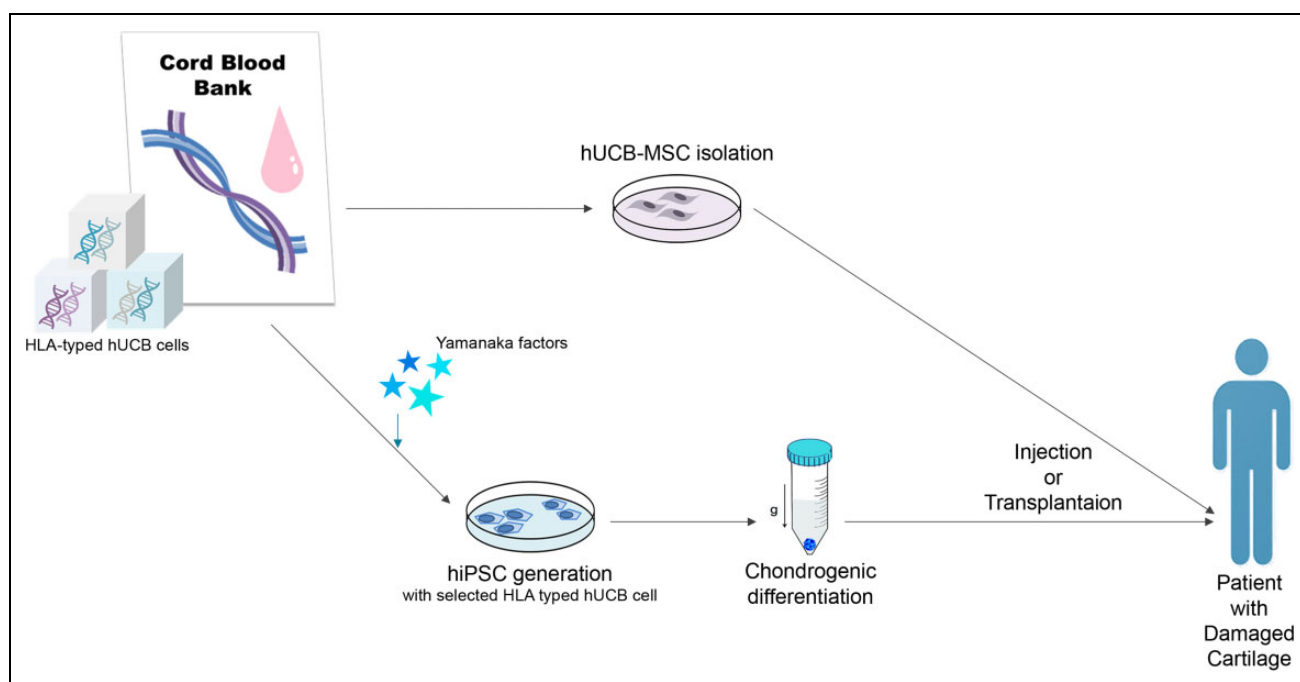 Cord Blood
Bank
HLA-typed hUCB cells
hUCB-MSC isolation
Yamanaka factors
hiPSC generation
with selected HLA typed hUCB cell
g
Chondrogenic
differentiation
Injection
or
Transplantaion
Patient
with
Damaged
Cartilage